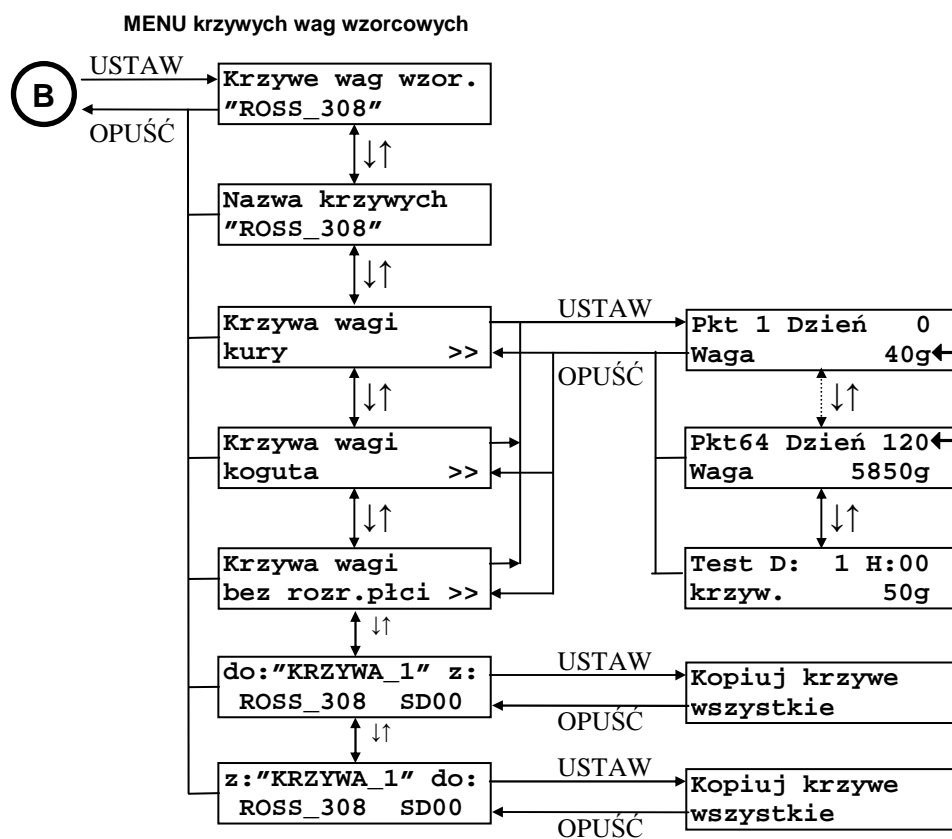 MENU krzywych wag wzorcowych
B
USTAW
OPUŚĆ
Krzywe wag wzor.
"ROSS_308"
↓↑
Nazwa krzywych
"ROSS_308"
↓↑
Krzywa wagi
kury >>
USTAW
OPUŚĆ
Pkt 1 Dzień 0
Waga 40g
↓↑
↓↑
Krzywa wagi
koguta >>
Pkt64 Dzień 120
Waga 5850g
↓↑
↓↑
Krzywa wagi
bez rozr.płci >>
Test D: 1 H:00
krzyw. 50g
↓↑
do:"KRZYWA_1" z:
ROSS_308 SD00
USTAW
OPUŚĆ
Kopiuj krzywe
wszystkie
↓↑
z:"KRZYWA_1" do:
ROSS_308 SD00
USTAW
OPUŚĆ
Kopiuj krzywe
wszystkie